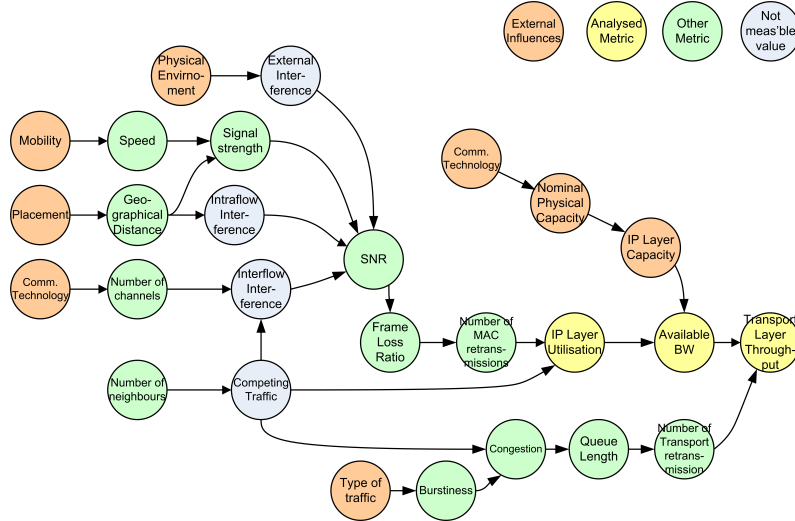 External
Influences
Analysed
Metric
Other
Metric
Not
meas'ble
value
Physical
Envirno-
ment
External
Inter-
ference
Mobility
Speed
Signal
strength
Comm.
Technology
Placement
Geo-
graphical
Distance
Intraflow
Inter-
ference
Nominal
Physical
Capacity
SNR
IP Layer
Capacity
Comm.
Technology
Number of
channels
Interflow
Inter-
ference
Frame
Loss
Ratio
Number of
MAC
retrans-
missions
IP Layer
Utilisation
Available
BW
Transport
Layer
Through-
put
Number of
neighbours
Competing
Traffic
Congestion
Queue
Length
Number of
Transport
retrans-
mission
Type of
traffic
Burstiness